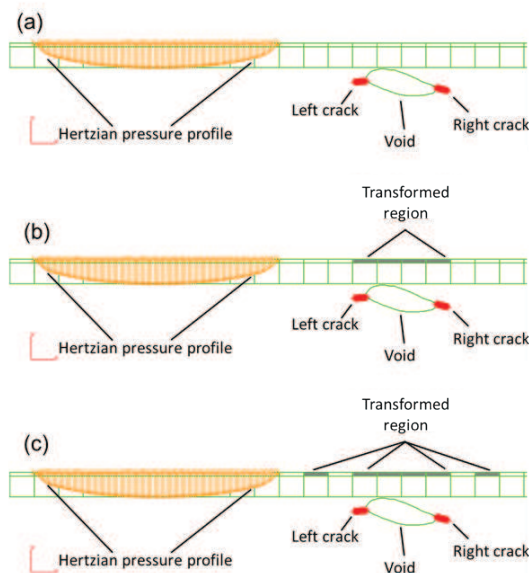 (a)
Left crack
Hertzian pressure profile
Void
Right crack
Transformed
region
(b)
Left crack
Right crack
Hertzian pressure profile
Void
Transformed
region
(c)
Left crack
Right crack
Hertzian pressure profile
Void